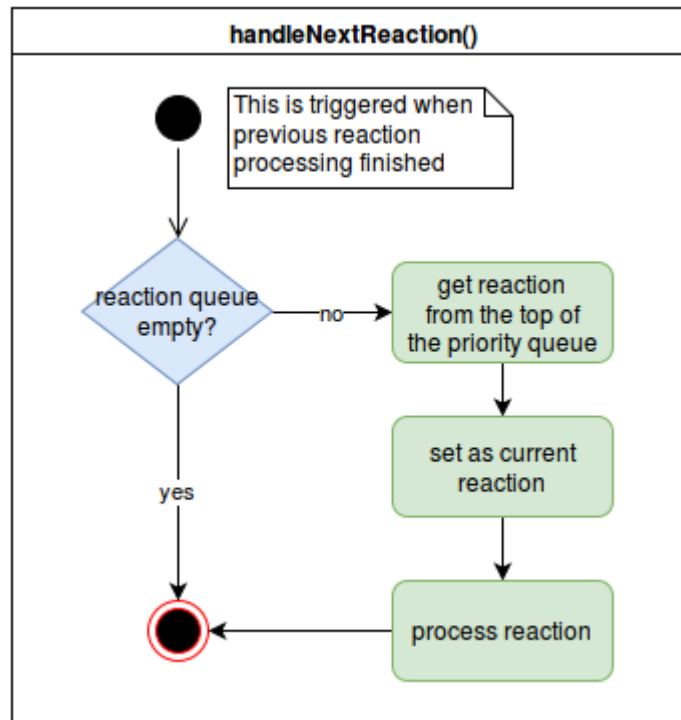 handleNextReaction()
This is triggered when
previous reaction
processing finished
reaction queue
empty?
no
get reaction
from the top of
the priority queue
set as current
reaction
yes
process reaction